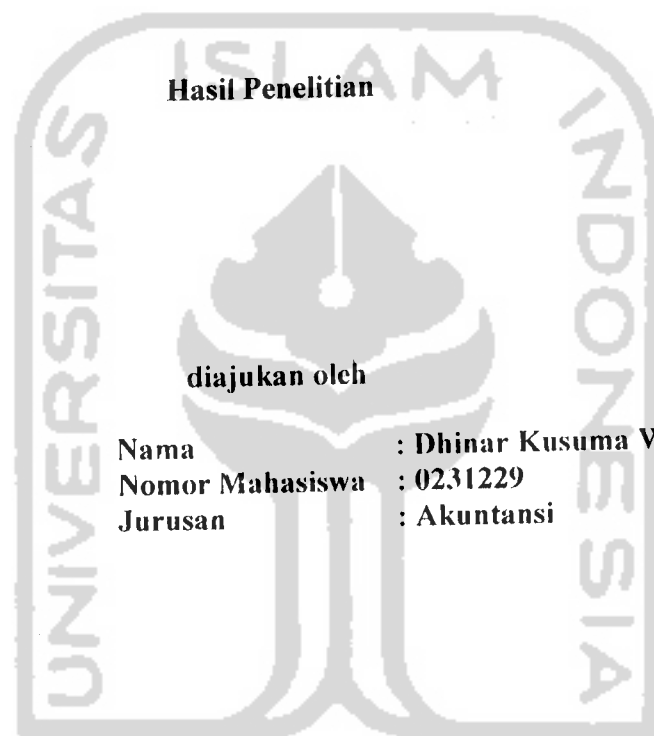 ISLAM
UNIVERSITAS
INDONESIA
Hasil Penelitian
diajukan oleh
Nama : Dhinar Kusuma
Nomor Mahasiswa : 0231229
Jurusan : Akuntansi